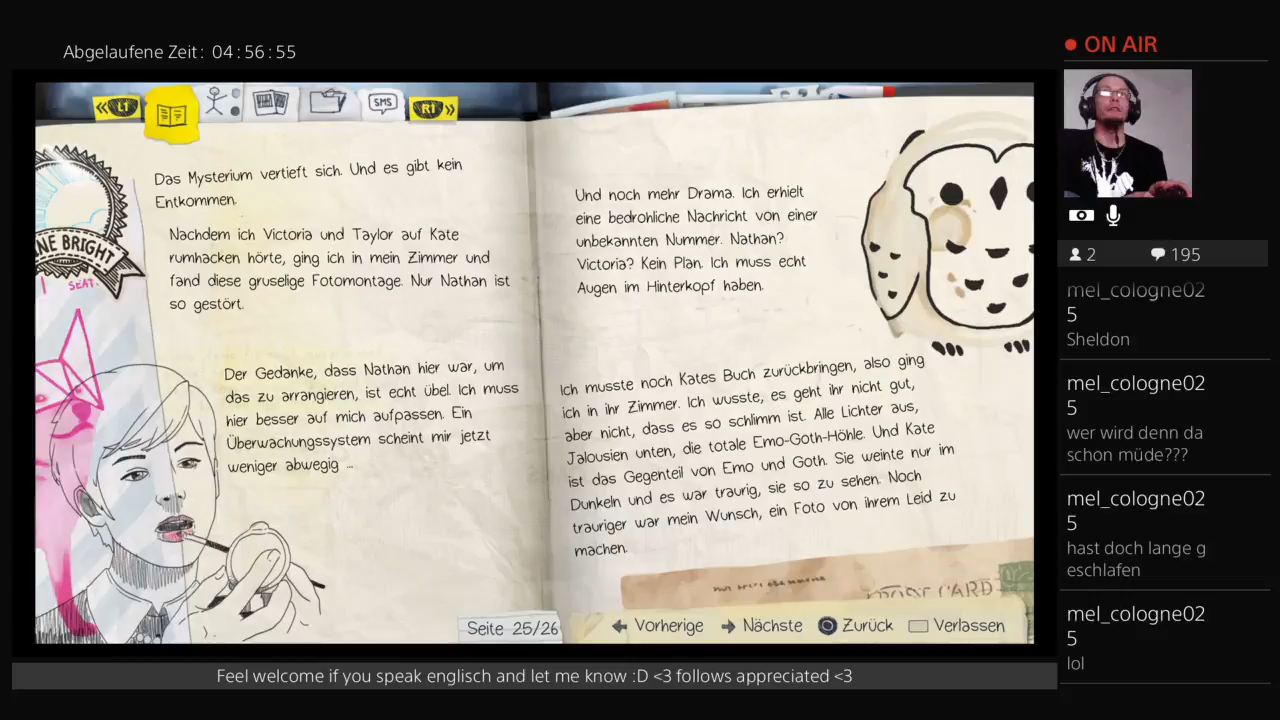 Abgelaufene Zeit: 04:56:55
ON AIR
LT
SMS
RT
NE BRIGHT
SEAT.
Das Mysterium vertieft sich. Und es gibt kein
Entkommen.
Nachdem ich Victoria und Taylor auf Kate
rumhacken hörte, ging ich in mein Zimmer und
fand diese gruselige Fotomontage. Nur Nathan ist
so gestört.
Der Gedanke, dass Nathan hier war, um
das zu arrangieren, ist echt übel. Ich muss
hier besser auf mich aufpassen. Ein
Überwachungssystem scheint mir jetzt
weniger abwegig ...
Und noch mehr Drama. Ich erhielt
eine bedrohliche Nachricht von einer
unbekannten Nummer. Nathan?
Victoria? Kein Plan. Ich muss echt
Augen im Hinterkopf haben.
Ich musste noch Kates Buch zurückbringen, also ging
ich in ihr Zimmer. Ich wusste, es geht ihr nicht gut,
aber nicht, dass es so schlimm ist. Alle Lichter aus,
Jalousien unten, die totale Emo-Goth-Höhle. Und Kate
ist das Gegenteil von Emo und Goth. Sie weinte nur im
Dunkeln und es war traurig, sie so zu sehen. Noch
trauriger war mein Wunsch, ein Foto von ihrem Leid zu
machen.
POST CARD
Seite 25/26
Vorherige
Nächste
Zurück
Verlassen
2
195
mel_cologne02
5
Sheldon
mel_cologne02
5
wer wird denn da
schon müde???
mel_cologne02
5
hast doch lange g
eschlafen
mel_cologne02
5
lol
Feel welcome if you speak englisch and let me know :D <3 follows appreciated <3